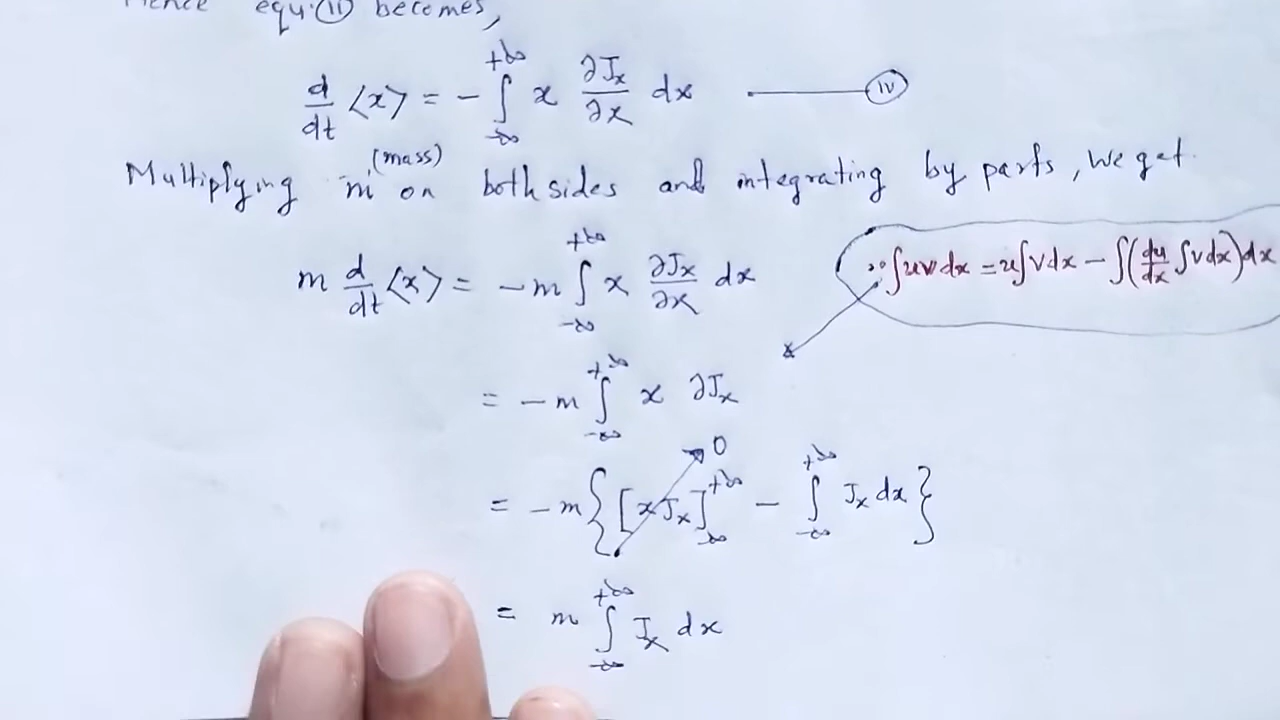 Hence equ. (ii) becomes,
d/dt ⟨x⟩ = - ∫_{-∞}^{+∞} x ∂J_x/∂x dx ——— (iv)
Multiplying 'm' (mass) on both sides and integrating by parts, we get
m d/dt ⟨x⟩ = - m ∫_{-∞}^{+∞} x ∂J_x/∂x dx
∵ ∫uv dx = u∫v dx - ∫(du/dx ∫v dx) dx
= - m ∫_{-∞}^{+∞} x ∂J_x
= - m { [x J_x]_{-∞}^{+∞} → 0 - ∫_{-∞}^{+∞} J_x dx }
= m ∫_{-∞}^{+∞} J_x dx